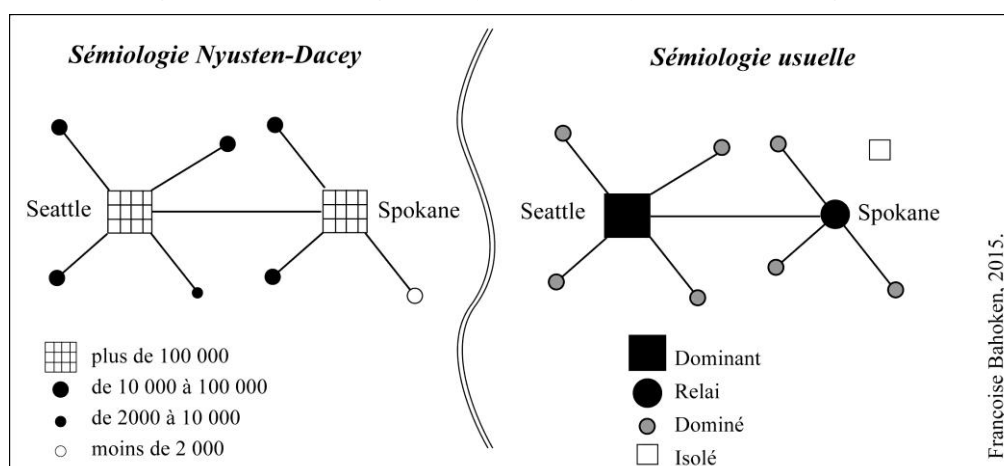 Sémiologie Nyusten-Dacey
Seattle
Spokane
plus de 100 000
de 10 000 à 100 000
de 2000 à 10 000
moins de 2 000
Sémiologie usuelle
Seattle
Spokane
Dominant
Relai
Dominé
Isolé
Françoise Bahoken, 2015.